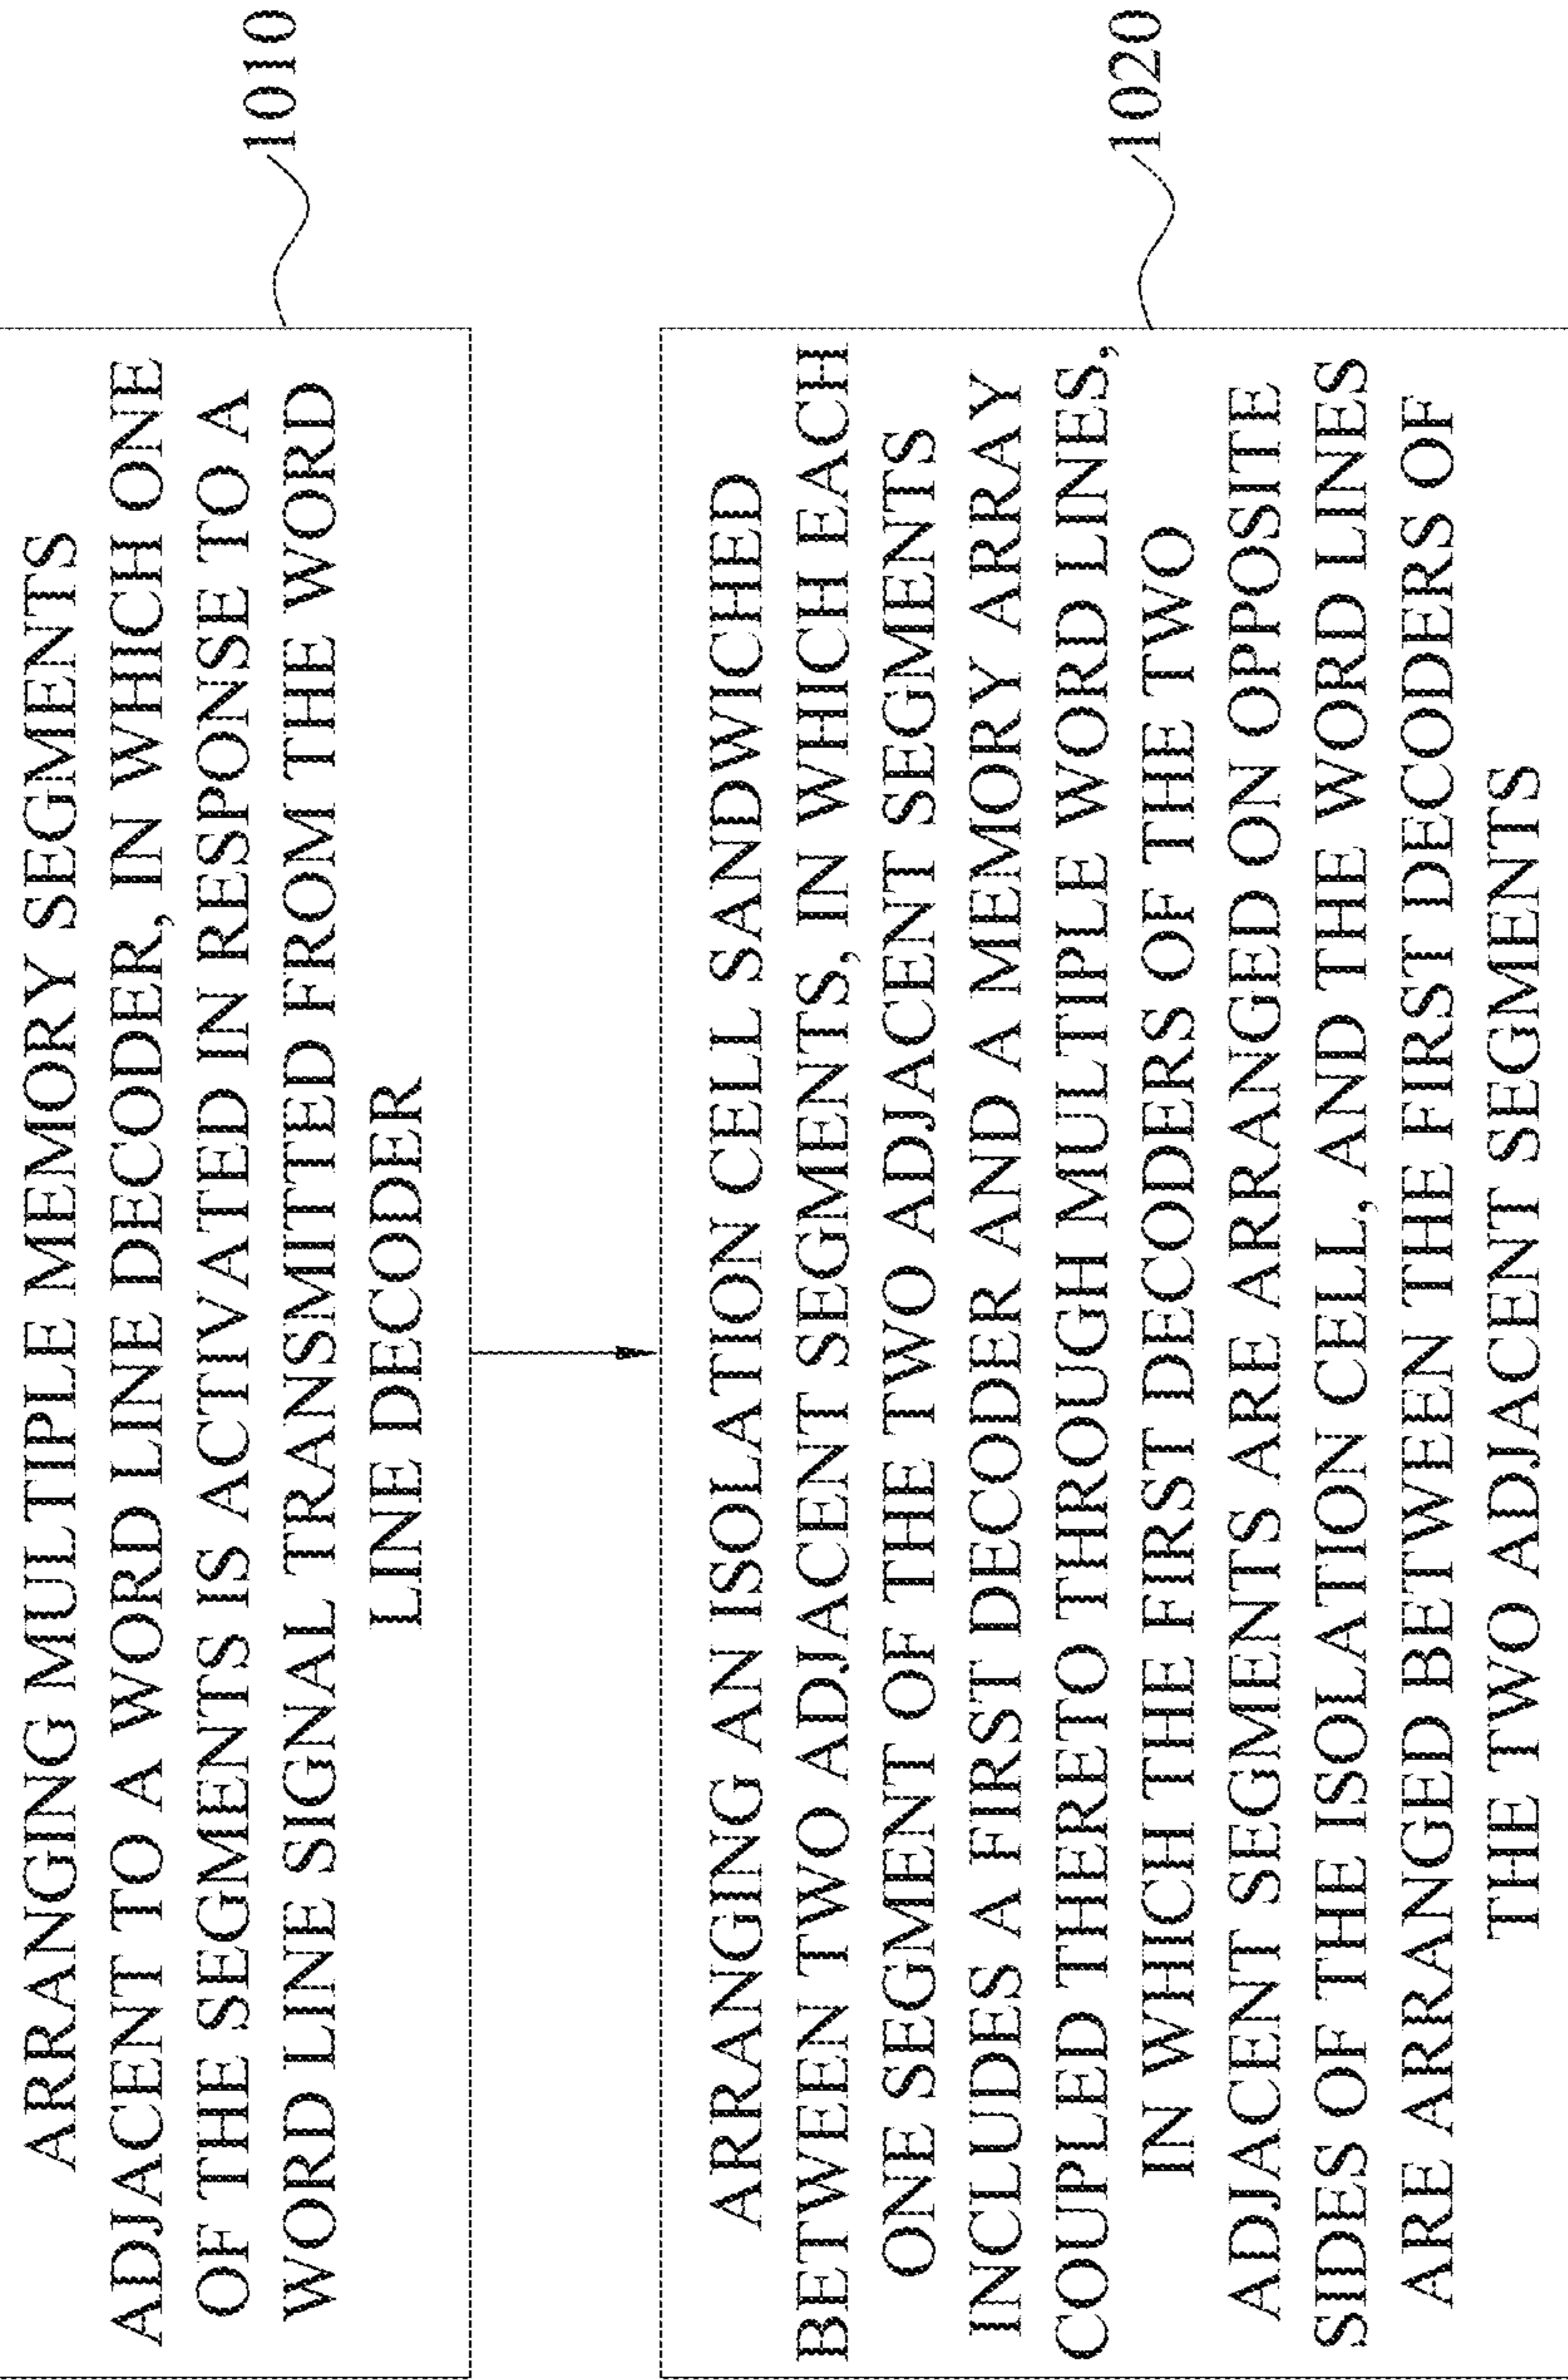 ARRANGING MULTIPLE MEMORY SEGMENTS
ADJACENT TO A WORD LINE DECODER, IN WHICH ONE
OF THE SEGMENTS IS ACTIVATED IN RESPONSE TO A
WORD LINE SIGNAL TRANSMITTED FROM THE WORD
LINE DECODER
1010
ARRANGING AN ISOLATION CELL SANDWICHED
BETWEEN TWO ADJACENT SEGMENTS, IN WHICH EACH
ONE SEGMENT OF THE TWO ADJACENT SEGMENTS
INCLUDES A FIRST DECODER AND A MEMORY ARRAY
COUPLED THERETO THROUGH MULTIPLE WORD LINES,
IN WHICH THE FIRST DECODERS OF THE TWO
ADJACENT SEGMENTS ARE ARRANGED ON OPPOSITE
SIDES OF THE ISOLATION CELL, AND THE WORD LINES
ARE ARRANGED BETWEEN THE FIRST DECODERS OF
THE TWO ADJACENT SEGMENTS
1020